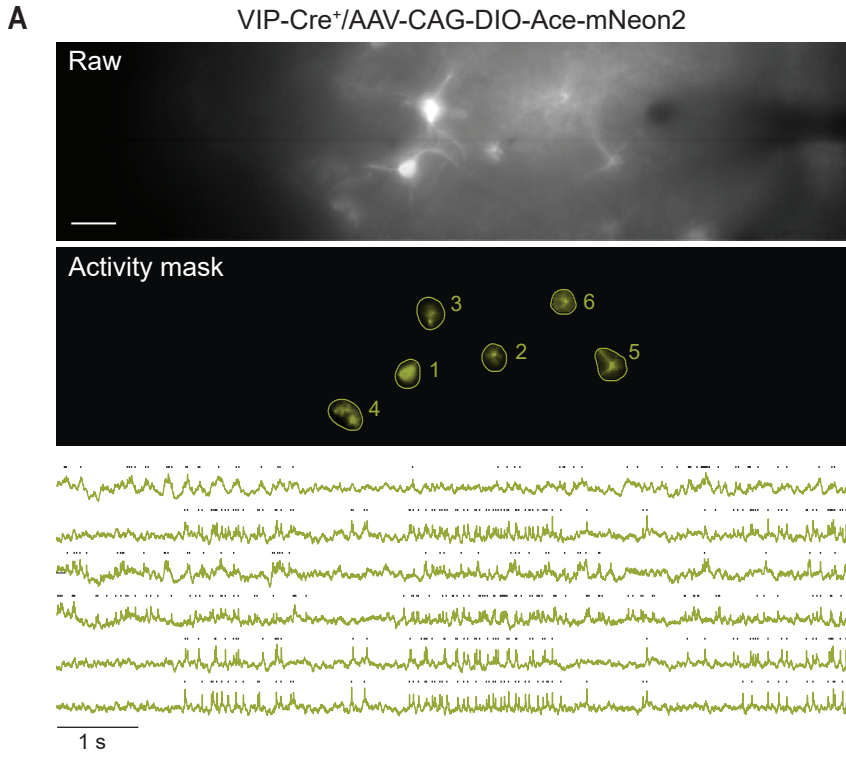 A
VIP-Cre⁺/AAV-CAG-DIO-Ace-mNeon2
Raw
Activity mask
3
6
2
5
1
4
1 s